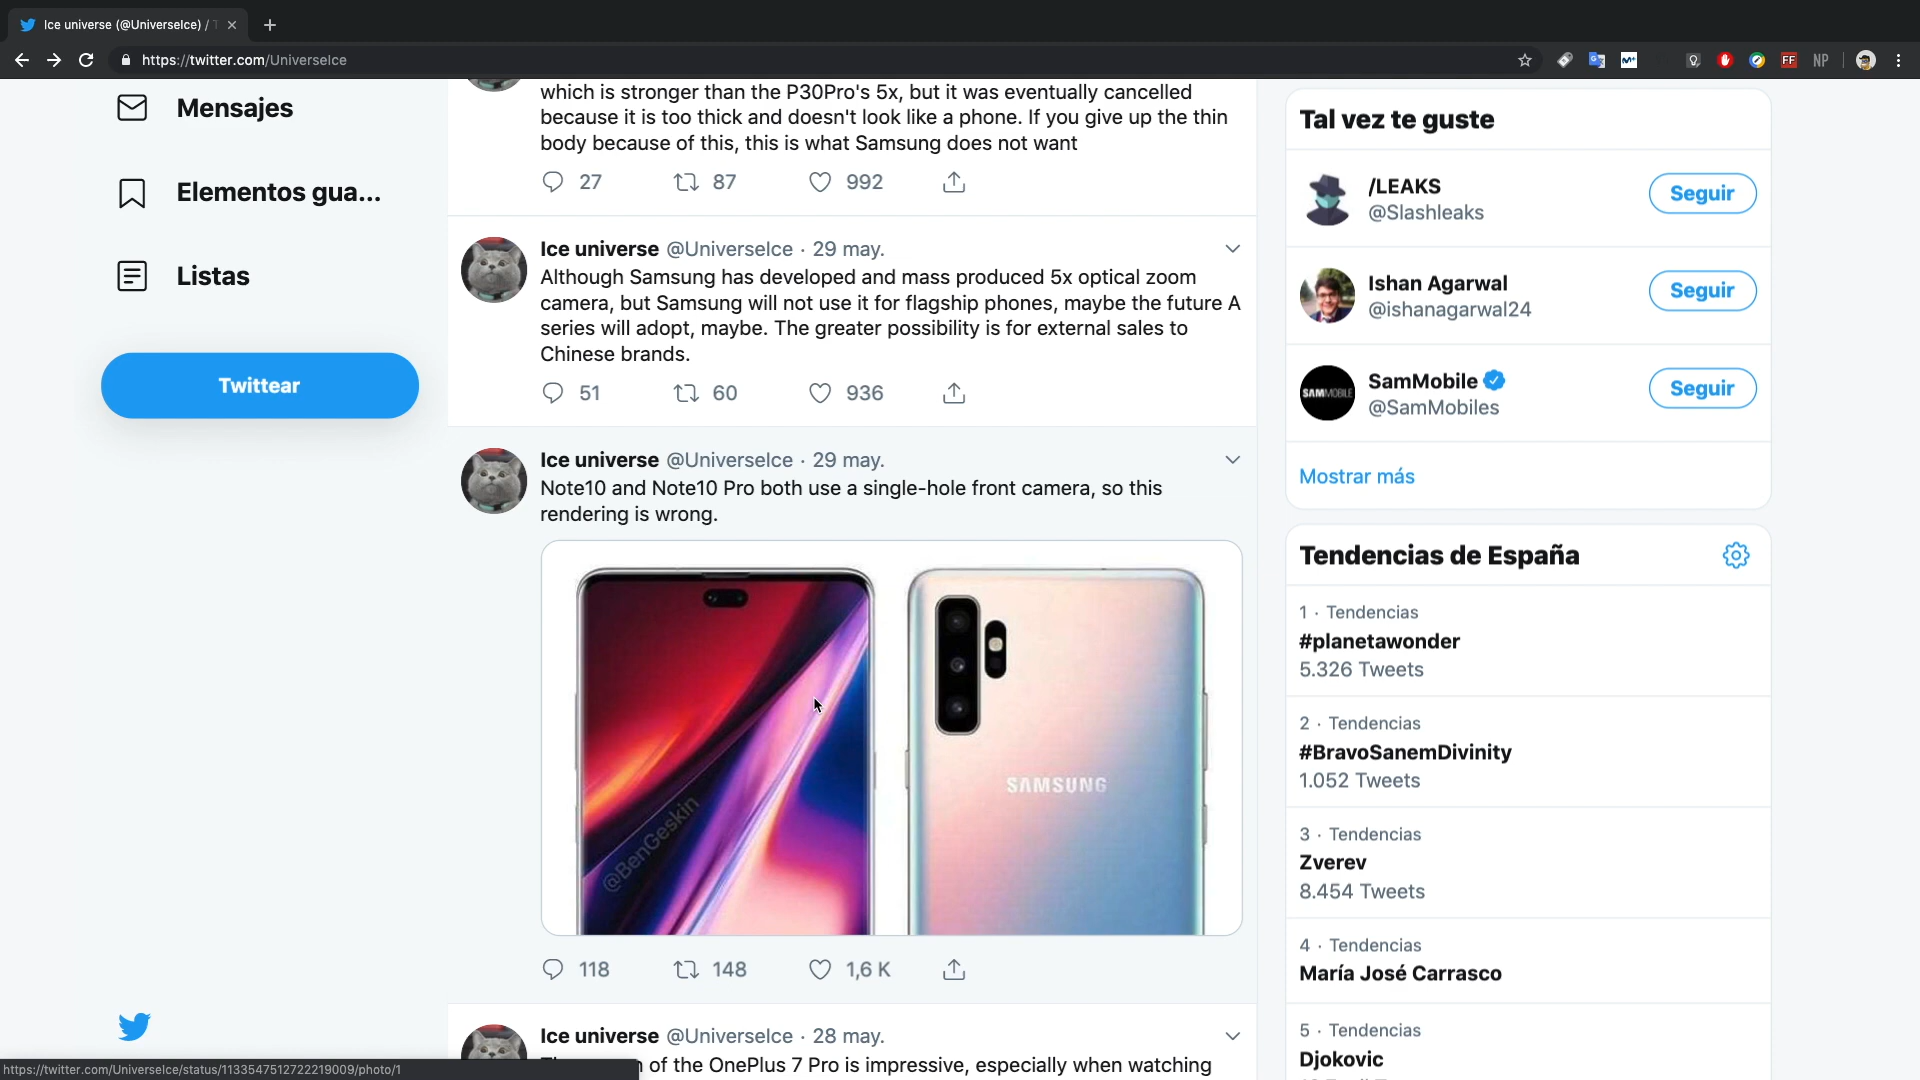 Ice universe (@UniverseIce) / T
https://twitter.com/UniverseIce
NP
Mensajes
Elementos gua...
Listas
Twittear
which is stronger than the P30Pro's 5x, but it was eventually cancelled
because it is too thick and doesn't look like a phone. If you give up the thin
body because of this, this is what Samsung does not want
27 87 992
Ice universe @UniverseIce · 29 may.
Although Samsung has developed and mass produced 5x optical zoom
camera, but Samsung will not use it for flagship phones, maybe the future A
series will adopt, maybe. The greater possibility is for external sales to
Chinese brands.
51 60 936
Ice universe @UniverseIce · 29 may.
Note10 and Note10 Pro both use a single-hole front camera, so this
rendering is wrong.
@BenGeskin
SAMSUNG
118 148 1,6 K
Ice universe @UniverseIce · 28 may.
of the OnePlus 7 Pro is impressive, especially when watching
Tal vez te guste
/LEAKS
@Slashleaks
Seguir
Ishan Agarwal
@ishanagarwal24
Seguir
SAMMOBILE
SamMobile
@SamMobiles
Seguir
Mostrar más
Tendencias de España
1 · Tendencias
#planetawonder
5.326 Tweets
2 · Tendencias
#BravoSanemDivinity
1.052 Tweets
3 · Tendencias
Zverev
8.454 Tweets
4 · Tendencias
María José Carrasco
5 · Tendencias
Djokovic
https://twitter.com/UniverseIce/status/1133547512722219009/photo/1
FF